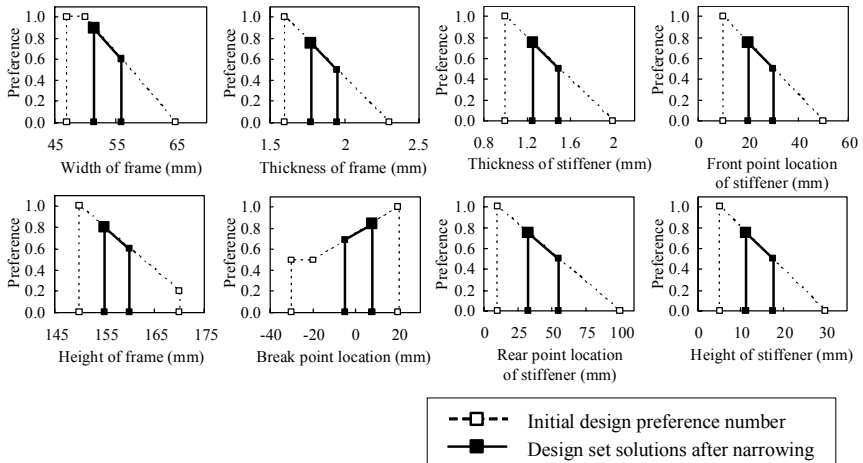 Preference
1.0
0.8
0.6
0.4
0.2
0.0
45 55 65
Width of frame (mm)
Preference
1.0
0.8
0.6
0.4
0.2
0.0
1.5 2 2.5
Thickness of frame (mm)
Preference
1.0
0.8
0.6
0.4
0.2
0.0
0.8 1.2 1.6 2
Thickness of stiffener (mm)
Preference
1.0
0.8
0.6
0.4
0.2
0.0
0 20 40 60
Front point location
of stiffener (mm)
Preference
1.0
0.8
0.6
0.4
0.2
0.0
145 155 165 175
Height of frame (mm)
Preference
1.0
0.8
0.6
0.4
0.2
0.0
-40 -20 0 20
Break point location (mm)
Preference
1.0
0.8
0.6
0.4
0.2
0.0
0 25 50 75 100
Rear point location
of stiffener (mm)
Preference
1.0
0.8
0.6
0.4
0.2
0.0
0 10 20 30
Height of stiffener (mm)
Initial design preference number
Design set solutions after narrowing